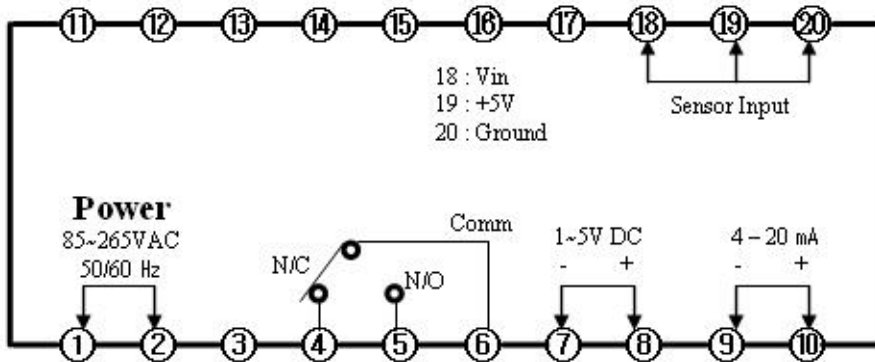 11 12 13 14 15 16 17 18 19 20
18 : Vin
19 : +5V
20 : Ground
Sensor Input
Power
85~265VAC
50/60 Hz
N/C
N/O
Comm
1~5V DC
- +
4 – 20 mA
- +
1 2 3 4 5 6 7 8 9 10